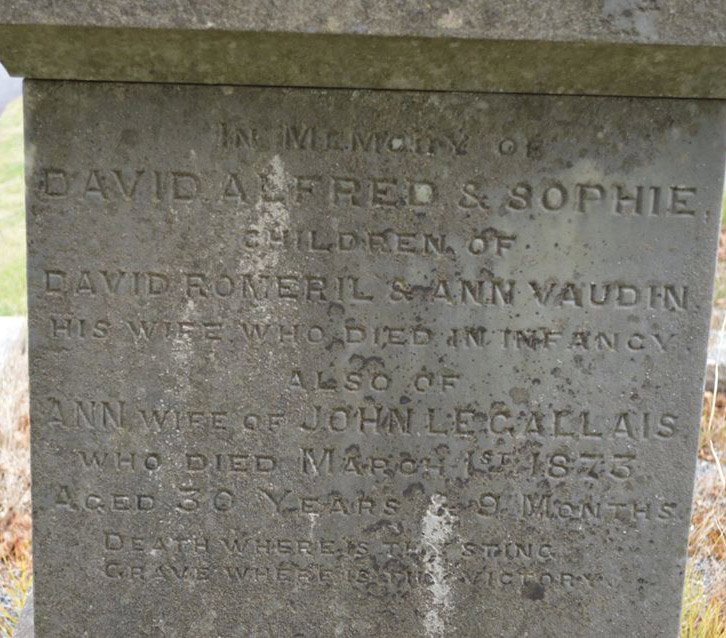 IN MEMORY OF
DAVID ALFRED & SOPHIE
CHILDREN OF
DAVID ROMERIL & ANN VAUDIN
HIS WIFE WHO DIED IN INFANCY
ALSO OF
ANN WIFE OF JOHN LE GALLAIS
WHO DIED MARCH 1ST 1873
AGED 30 YEARS 9 MONTHS
DEATH WHERE IS THY STING
GRAVE WHERE IS THY VICTORY